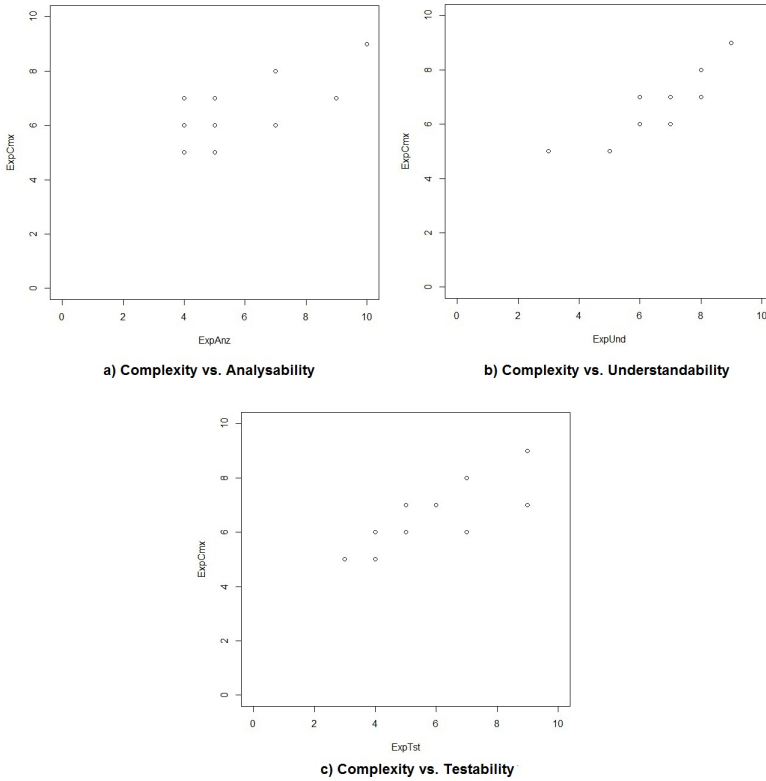 10
8
6
4
2
0
ExpCmx
0 2 4 6 8 10
ExpAnz
a) Complexity vs. Analysability
10
8
6
4
2
0
ExpCmx
0 2 4 6 8 10
ExpUnd
b) Complexity vs. Understandability
10
8
6
4
2
0
ExpCmx
0 2 4 6 8 10
ExpTst
c) Complexity vs. Testability